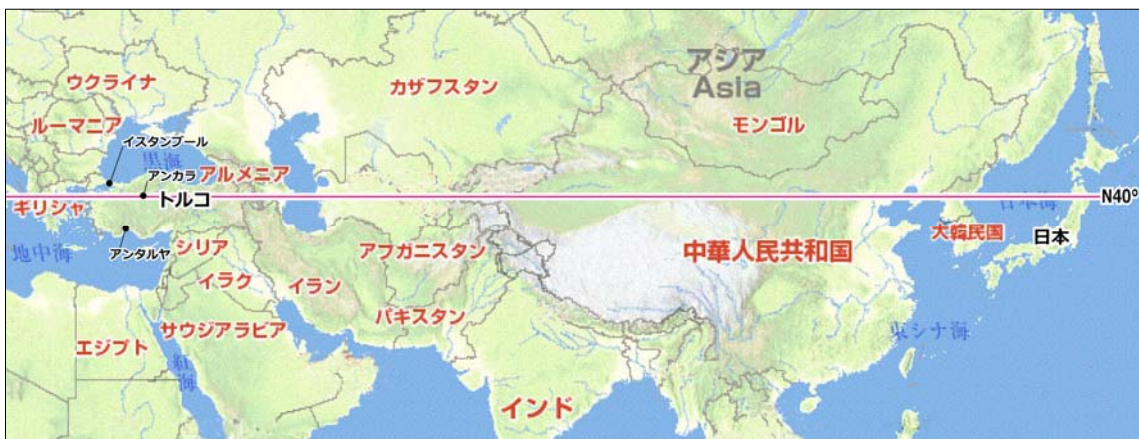 アジア
Asia
ウクライナ
カザフスタン
ルーマニア
モンゴル
イスタンブール
黒海
アンカラ
アルメニア
トルコ
N40°
ギリシャ
日本海
大韓民国
日本
アンタルヤ
地中海
シリア
アフガニスタン
中華人民共和国
イラク
イラン
パキスタン
サウジアラビア
エジプト
東シナ海
紅海
インド